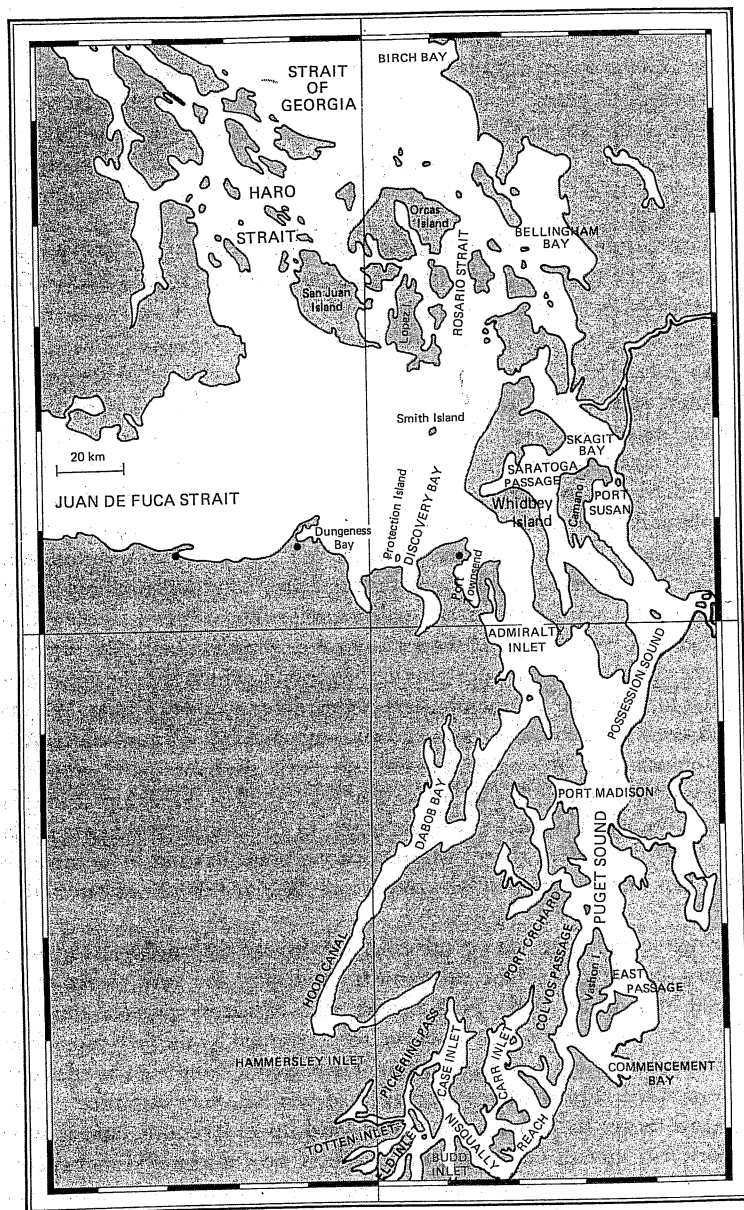 BIRCH BAY
STRAIT
OF
GEORGIA
HARO
STRAIT
Orcas
Island
BELLINGHAM
BAY
San Juan
Island
ROSARIO STRAIT
Smith Island
20 km
SKAGIT
BAY
SARATOGA
PASSAGE
Whidbey
Island
Camano
PORT
SUSAN
JUAN DE FUCA STRAIT
Dungeness
Bay
Protection Island
DISCOVERY BAY
Port
Townsend
ADMIRALTY
INLET
POSSESSION SOUND
DABOB BAY
PORT MADISON
PUGET SOUND
HOOD CANAL
PORT ORCHARD
COLVOS PASSAGE
Vashon I.
EAST
PASSAGE
HAMMERSLEY INLET
PICKERING PASS
CASE INLET
CARR INLET
COMMENCEMENT
BAY
TOTTEN INLET
INLET
BUDD
INLET
NISQUALLY
REACH